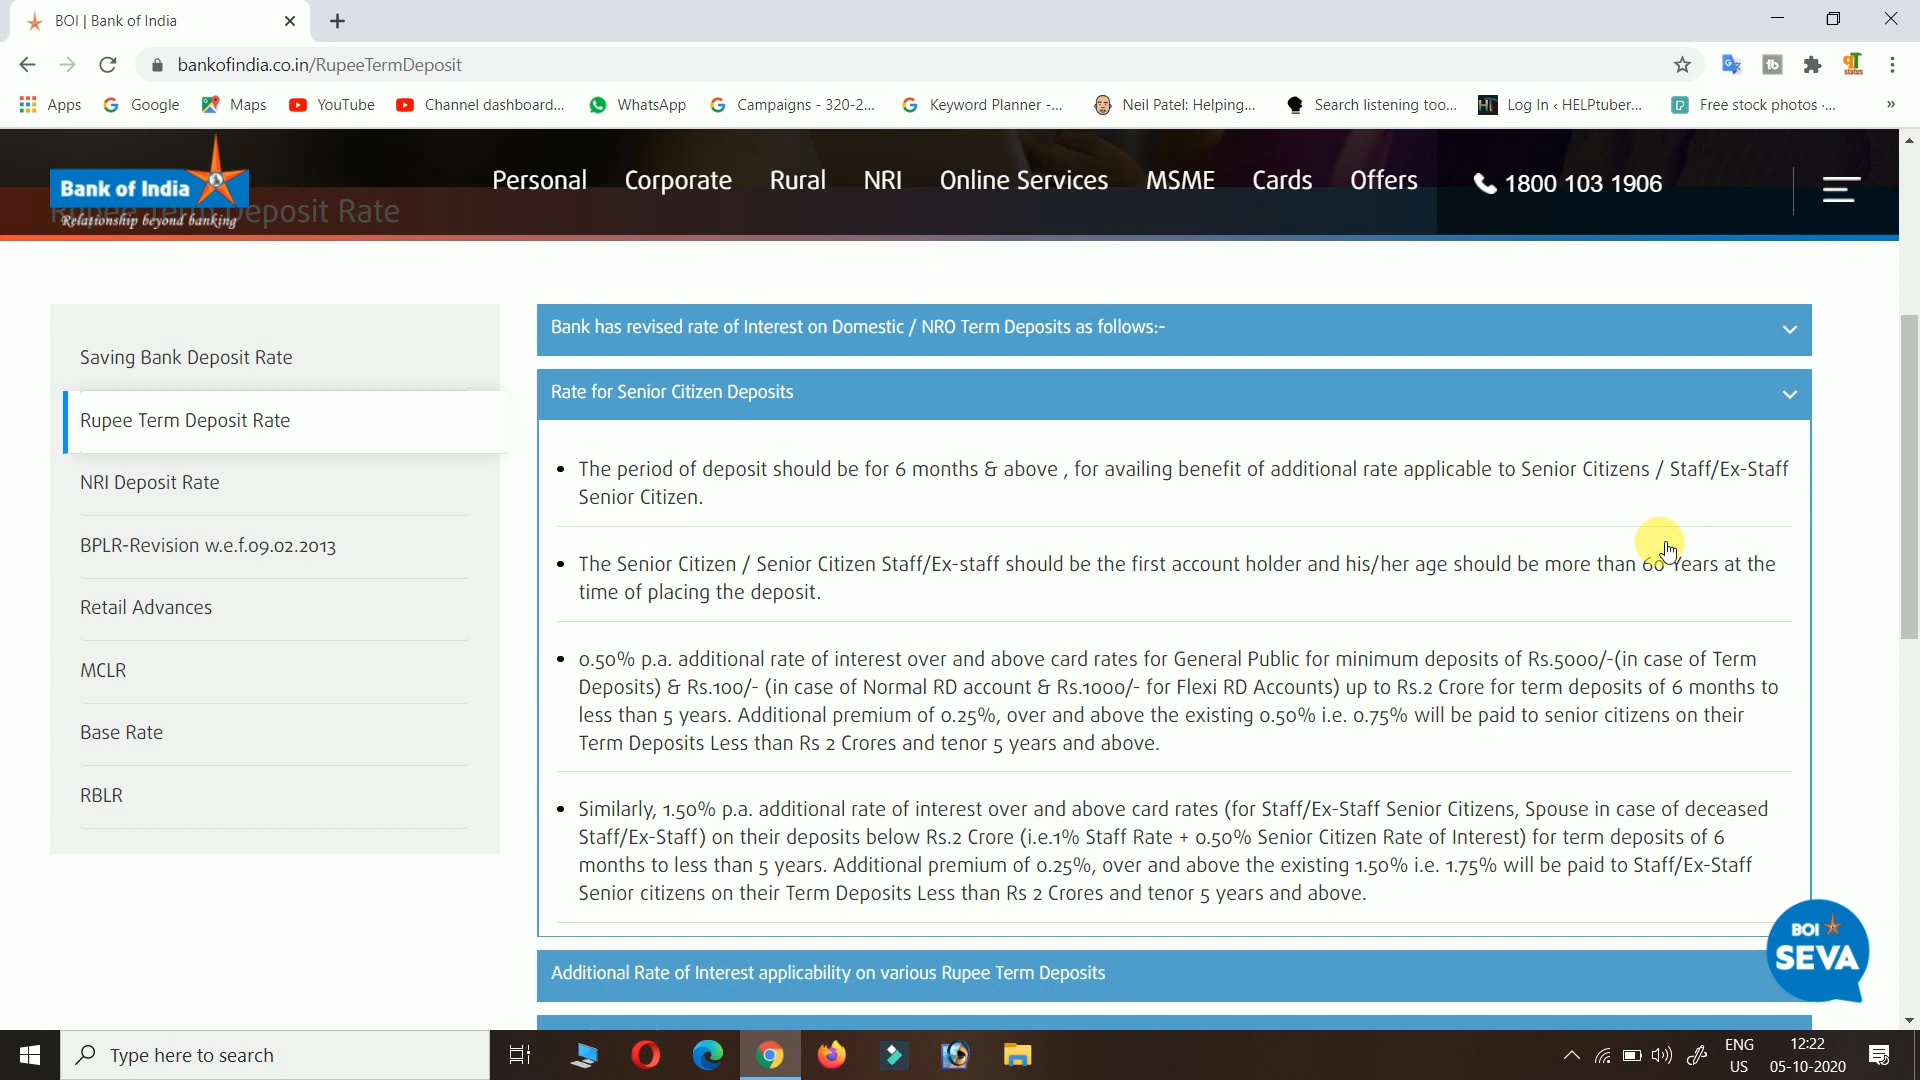 BOI | Bank of India
bankofindia.co.in/RupeeTermDeposit
Apps Google Maps YouTube Channel dashboard... WhatsApp Campaigns - 320-2... Keyword Planner -... Neil Patel: Helping... Search listening too... Log In ‹ HELPtuber... Free stock photos ·... »
Bank of India
Relationship beyond banking
Personal Corporate Rural NRI Online Services MSME Cards Offers 1800 103 1906
Rupee Term Deposit Rate
Saving Bank Deposit Rate
Rupee Term Deposit Rate
NRI Deposit Rate
BPLR-Revision w.e.f.09.02.2013
Retail Advances
MCLR
Base Rate
RBLR
Bank has revised rate of Interest on Domestic / NRO Term Deposits as follows:-
Rate for Senior Citizen Deposits
• The period of deposit should be for 6 months & above , for availing benefit of additional rate applicable to Senior Citizens / Staff/Ex-Staff
Senior Citizen.
• The Senior Citizen / Senior Citizen Staff/Ex-staff should be the first account holder and his/her age should be more than 60 Years at the
time of placing the deposit.
• 0.50% p.a. additional rate of interest over and above card rates for General Public for minimum deposits of Rs.5000/-(in case of Term
Deposits) & Rs.100/- (in case of Normal RD account & Rs.1000/- for Flexi RD Accounts) up to Rs.2 Crore for term deposits of 6 months to
less than 5 years. Additional premium of 0.25%, over and above the existing 0.50% i.e. 0.75% will be paid to senior citizens on their
Term Deposits Less than Rs 2 Crores and tenor 5 years and above.
• Similarly, 1.50% p.a. additional rate of interest over and above card rates (for Staff/Ex-Staff Senior Citizens, Spouse in case of deceased
Staff/Ex-Staff) on their deposits below Rs.2 Crore (i.e.1% Staff Rate + 0.50% Senior Citizen Rate of Interest) for term deposits of 6
months to less than 5 years. Additional premium of 0.25%, over and above the existing 1.50% i.e. 1.75% will be paid to Staff/Ex-Staff
Senior citizens on their Term Deposits Less than Rs 2 Crores and tenor 5 years and above.
Additional Rate of Interest applicability on various Rupee Term Deposits
BOI
SEVA
Type here to search
ENG
US
12:22
05-10-2020